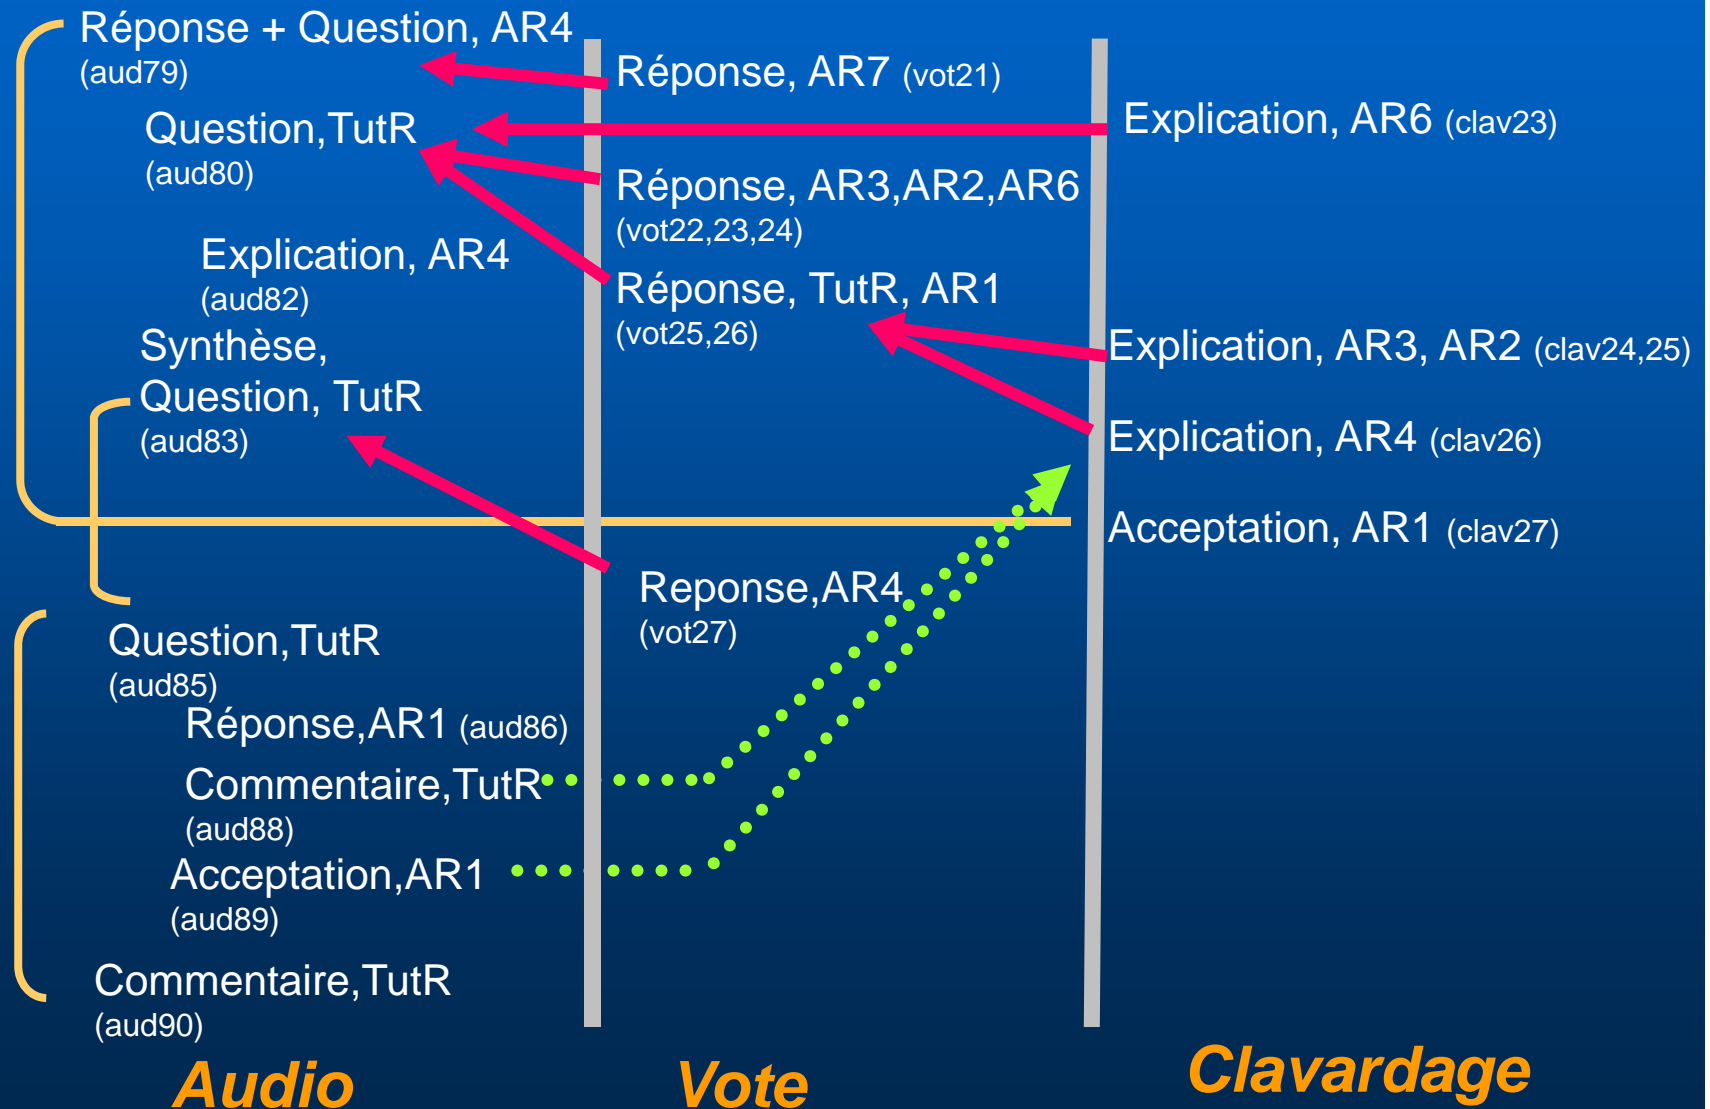 Réponse + Question, AR4
(aud79)
Question,TutR
(aud80)
Explication, AR4
(aud82)
Synthèse,
Question, TutR
(aud83)
Question,TutR
(aud85)
Réponse,AR1 (aud86)
Commentaire,TutR
(aud88)
Acceptation,AR1
(aud89)
Commentaire,TutR
(aud90)
Audio
Réponse, AR7 (vot21)
Réponse, AR3,AR2,AR6
(vot22,23,24)
Réponse, TutR, AR1
(vot25,26)
Reponse,AR4
(vot27)
Vote
Explication, AR6 (clav23)
Explication, AR3, AR2 (clav24,25)
Explication, AR4 (clav26)
Acceptation, AR1 (clav27)
Clavardage